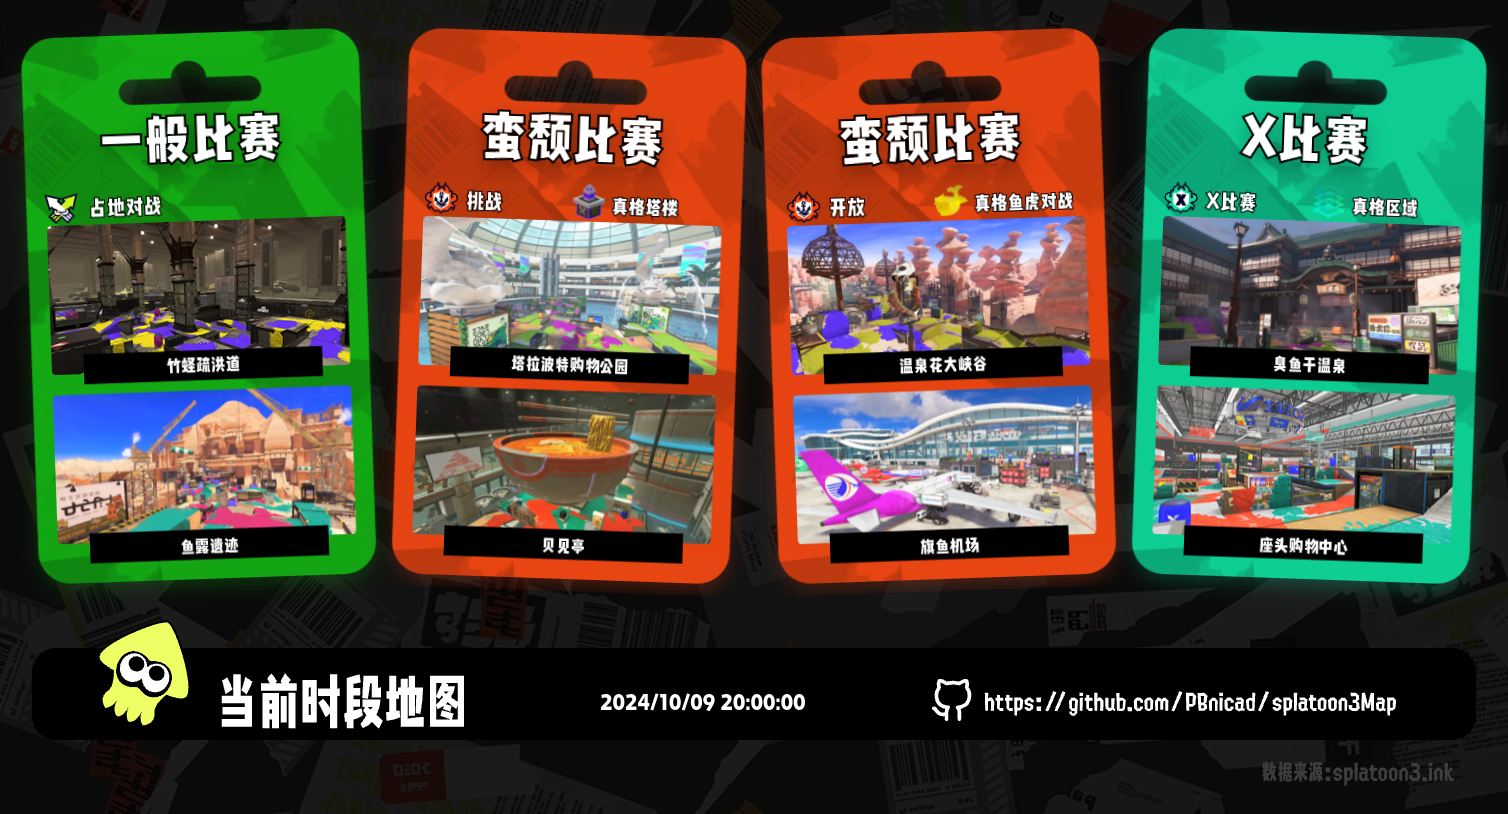 一般比赛
占地对战
竹蛏疏洪道
鱼露遗迹
蛮颓比赛
挑战
真格塔楼
塔拉波特购物公园
贝见亭
蛮颓比赛
开放
真格鱼虎对战
温泉花大峡谷
旗鱼机场
X比赛
X比赛
真格区域
臭鱼干温泉
座头购物中心
当前时段地图
2024/10/09 20:00:00
https://github.com/PBnicad/splatoon3Map
数据来源:splatoon3.ink